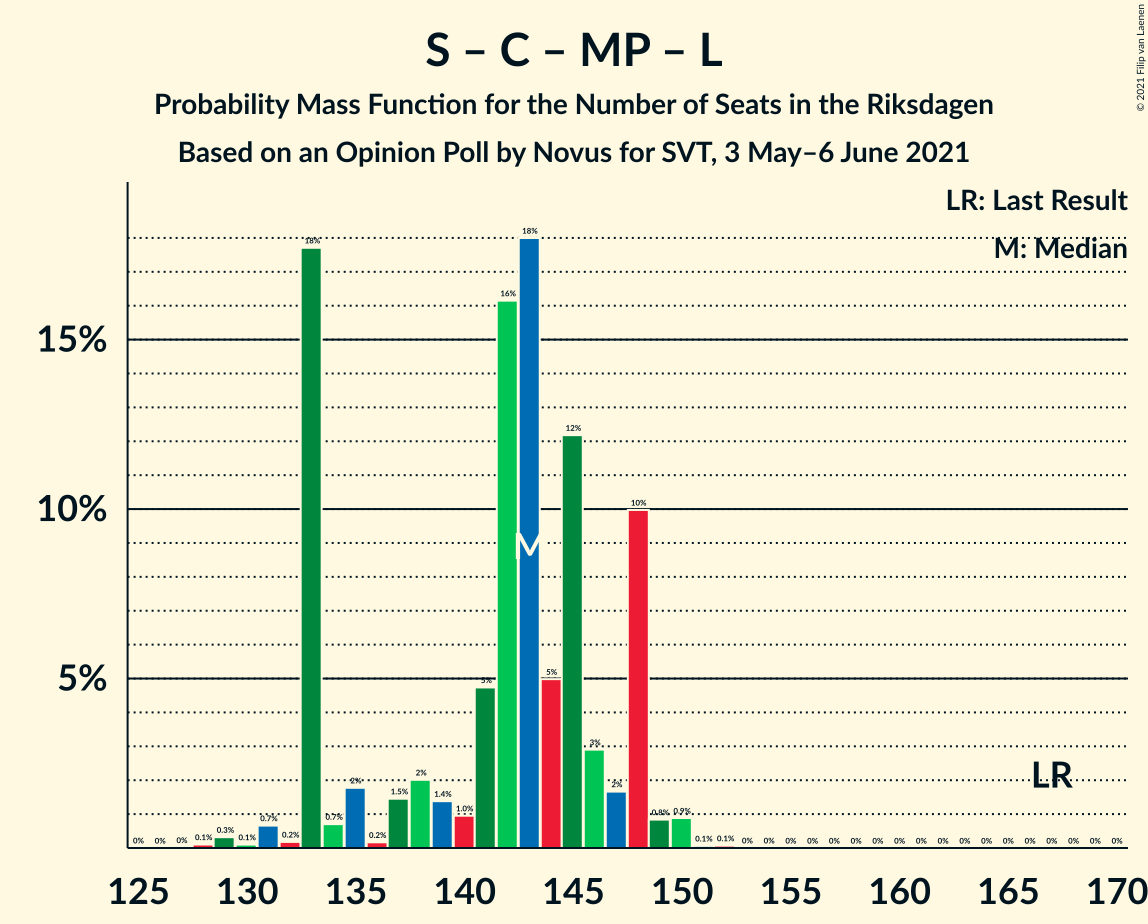 S – C – MP – L
Probability Mass Function for the Number of Seats in the Riksdagen
Based on an Opinion Poll by Novus for SVT, 3 May–6 June 2021
© 2021 Filip van Laenen
LR: Last Result
M: Median
18%
18%
16%
15%
12%
10%
10%
M
5%
5%
5%
3%
LR
2%
2%
2%
1.5%
1.4%
1.0%
0.9%
0.8%
0.7%
0.7%
0% 0% 0% 0.1% 0.3% 0.1% 0.2% 0.2% 0.1% 0.1% 0% 0% 0% 0% 0% 0% 0% 0% 0% 0% 0% 0% 0% 0% 0% 0% 0% 0%
125 130 135 140 145 150 155 160 165 170